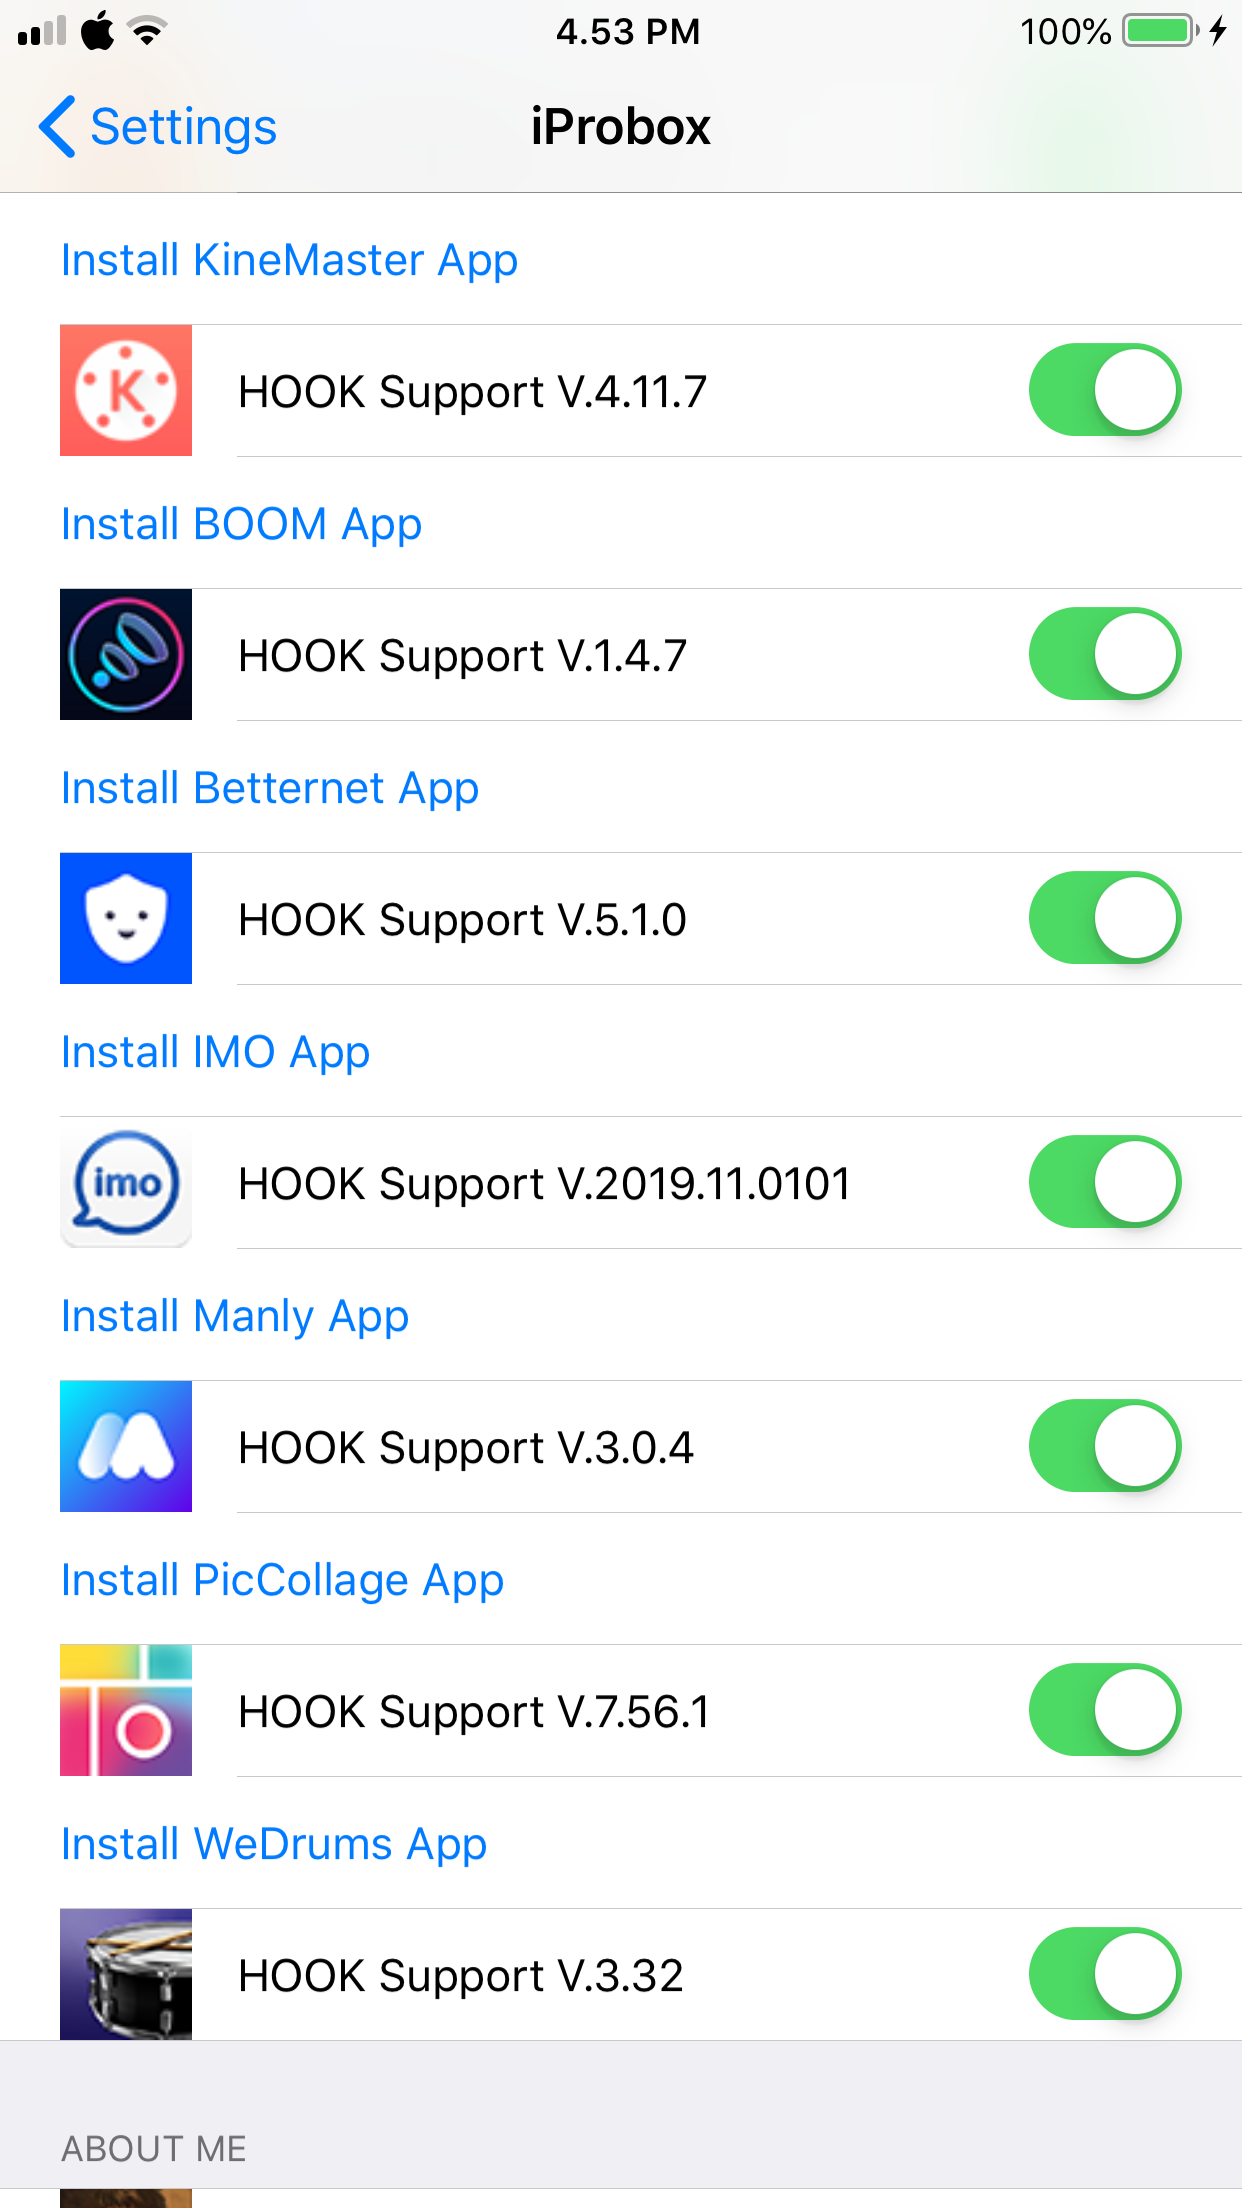 4.53 PM
100%
Settings
iProbox
Install KineMaster App
K
HOOK Support V.4.11.7
Install BOOM App
HOOK Support V.1.4.7
Install Betternet App
HOOK Support V.5.1.0
Install IMO App
imo
HOOK Support V.2019.11.0101
Install Manly App
HOOK Support V.3.0.4
Install PicCollage App
HOOK Support V.7.56.1
Install WeDrums App
HOOK Support V.3.32
ABOUT ME